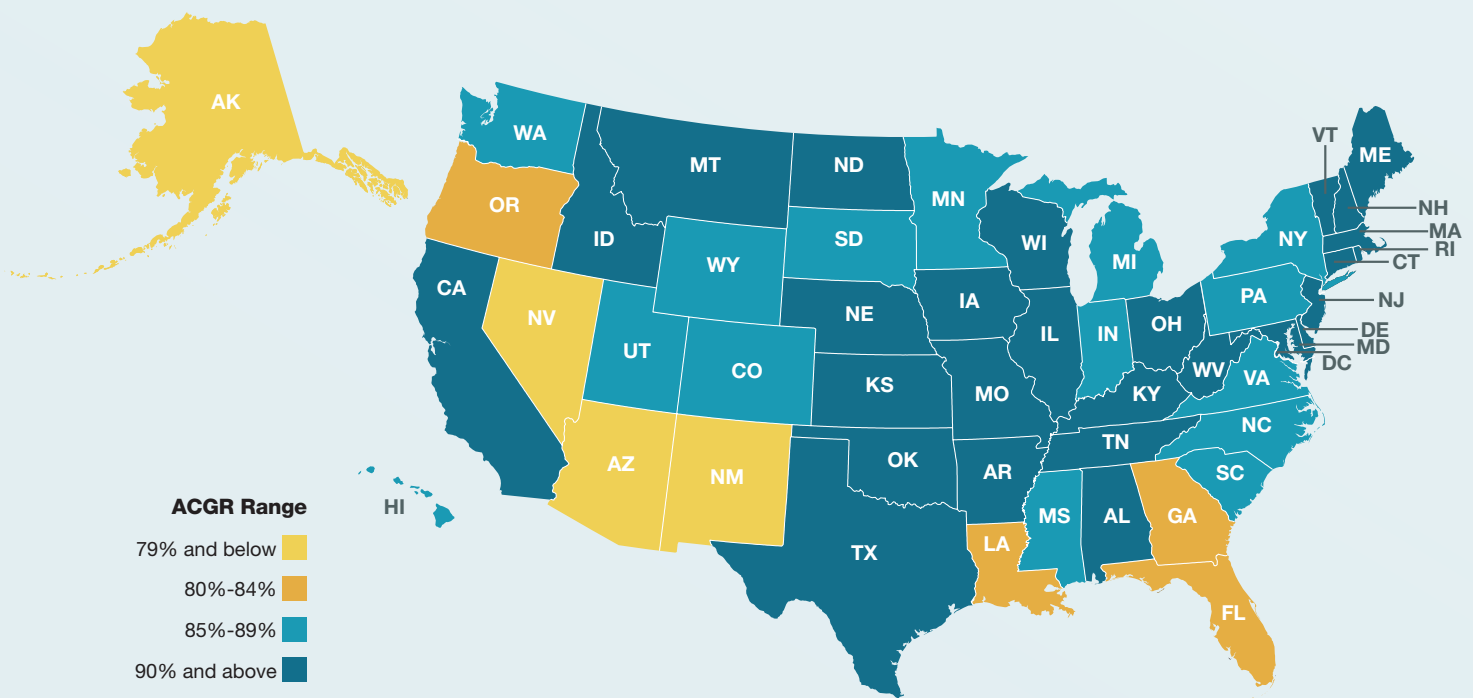 AK
WA
MT
ND
MN
VT
ME
OR
ID
SD
WI
NH
NY
MA
RI
CT
WY
MI
CA
NV
NE
IA
PA
NJ
UT
CO
IL
IN
OH
DE
MD
DC
KS
MO
WV
VA
KY
NC
TN
AZ
NM
OK
AR
SC
HI
TX
MS
AL
GA
LA
FL
ACGR Range
79% and below
80%-84%
85%-89%
90% and above